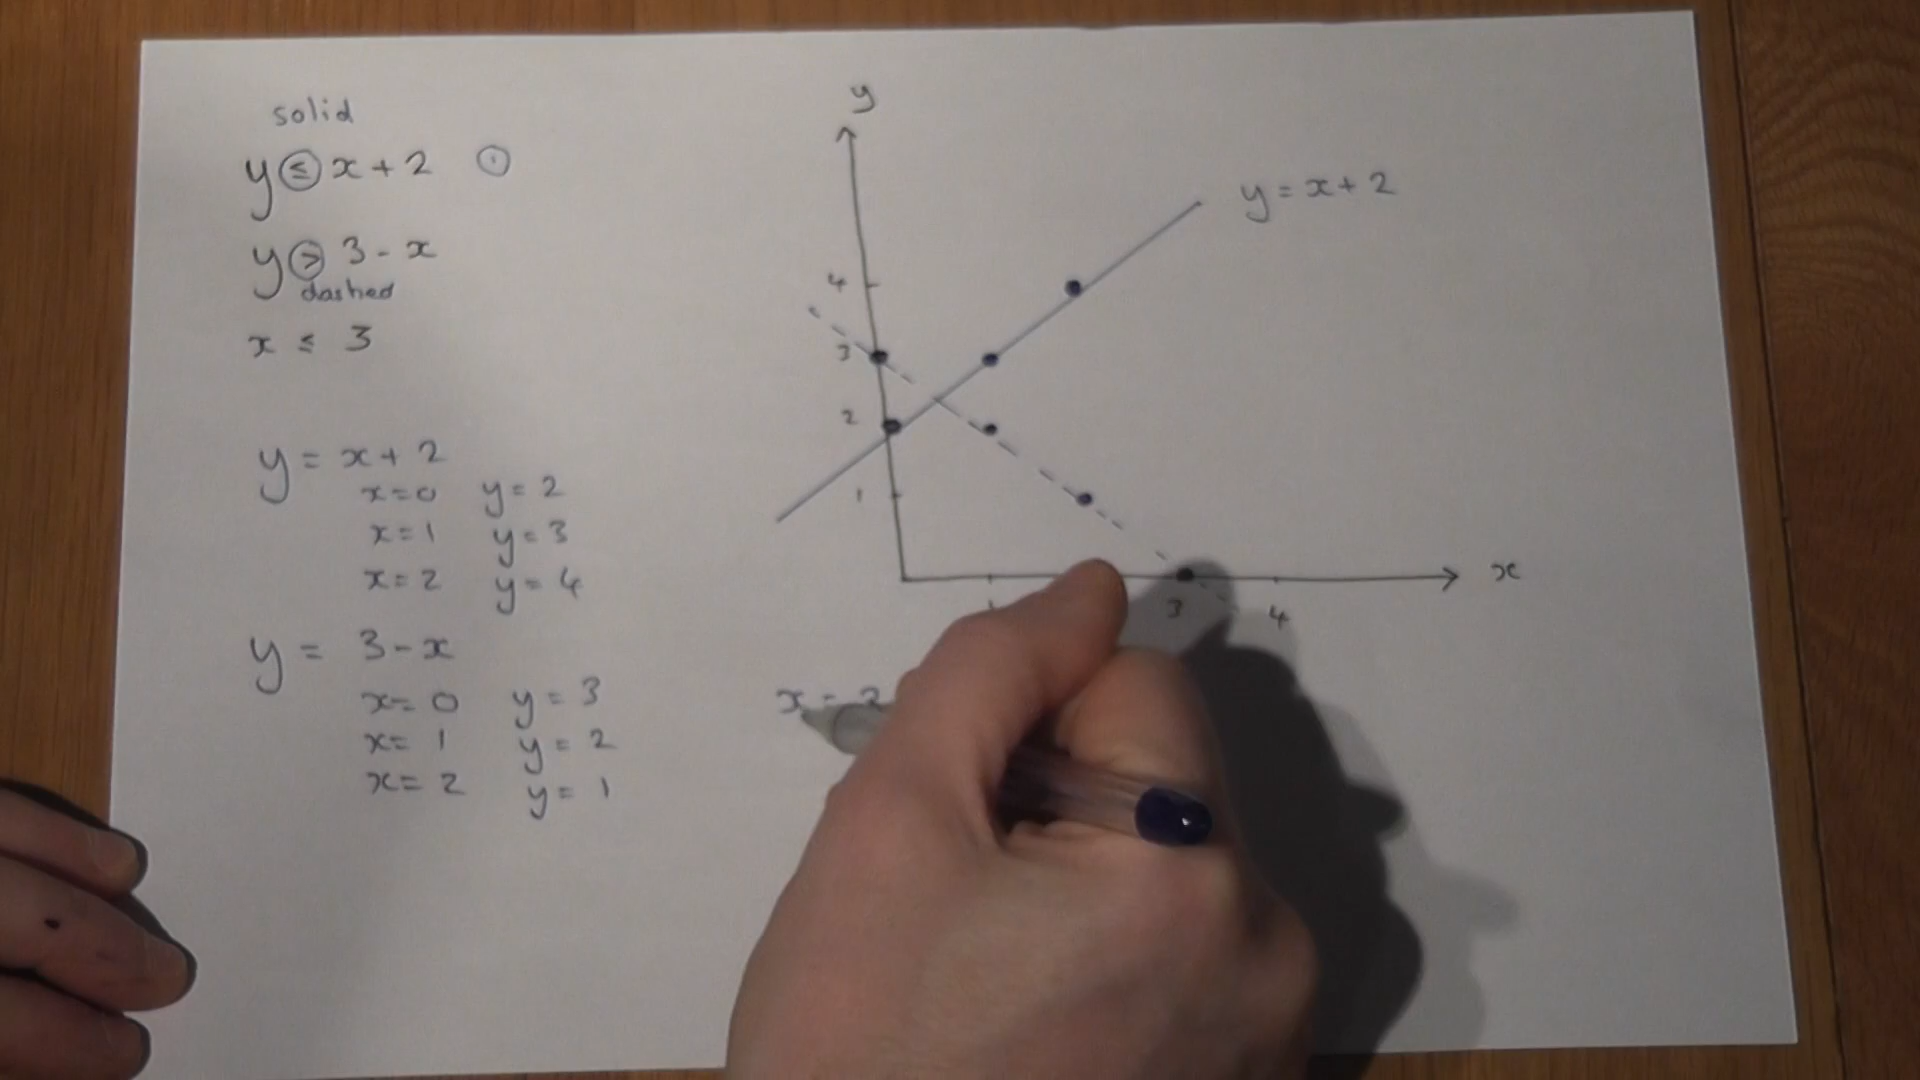 solid
y ≤ x + 2 ①
y > 3 - x
dashed
x ≤ 3
y = x + 2
x = 0 y = 2
x = 1 y = 3
x = 2 y = 4
y = 3 - x
x = 0 y = 3
x = 1 y = 2
x = 2 y = 1
y
y = x + 2
4
3
2
1
x
3 4
x =